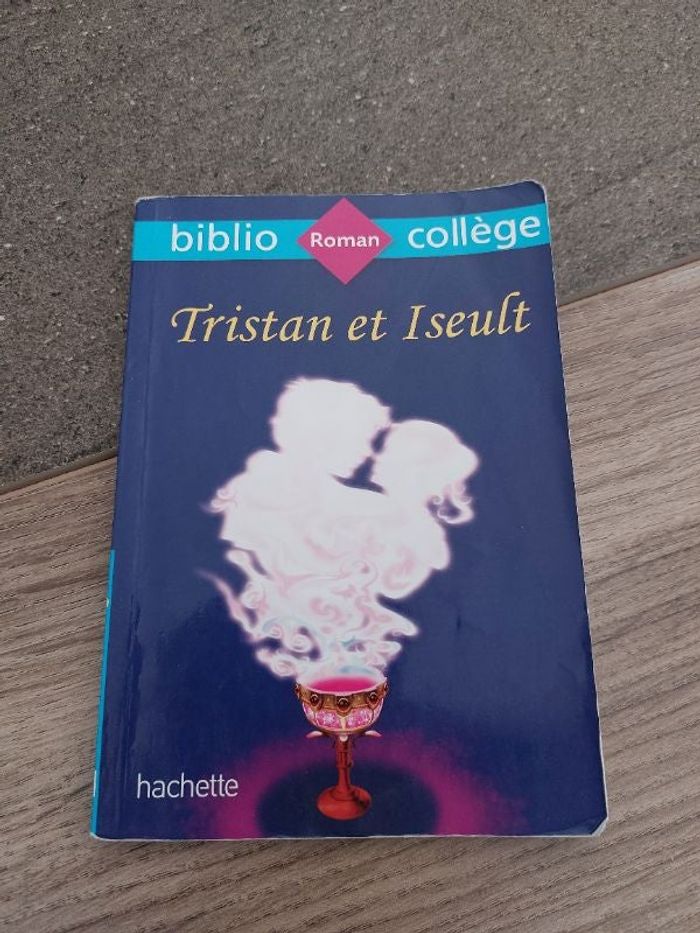 biblio Roman collège
Tristan et Iseult
hachette